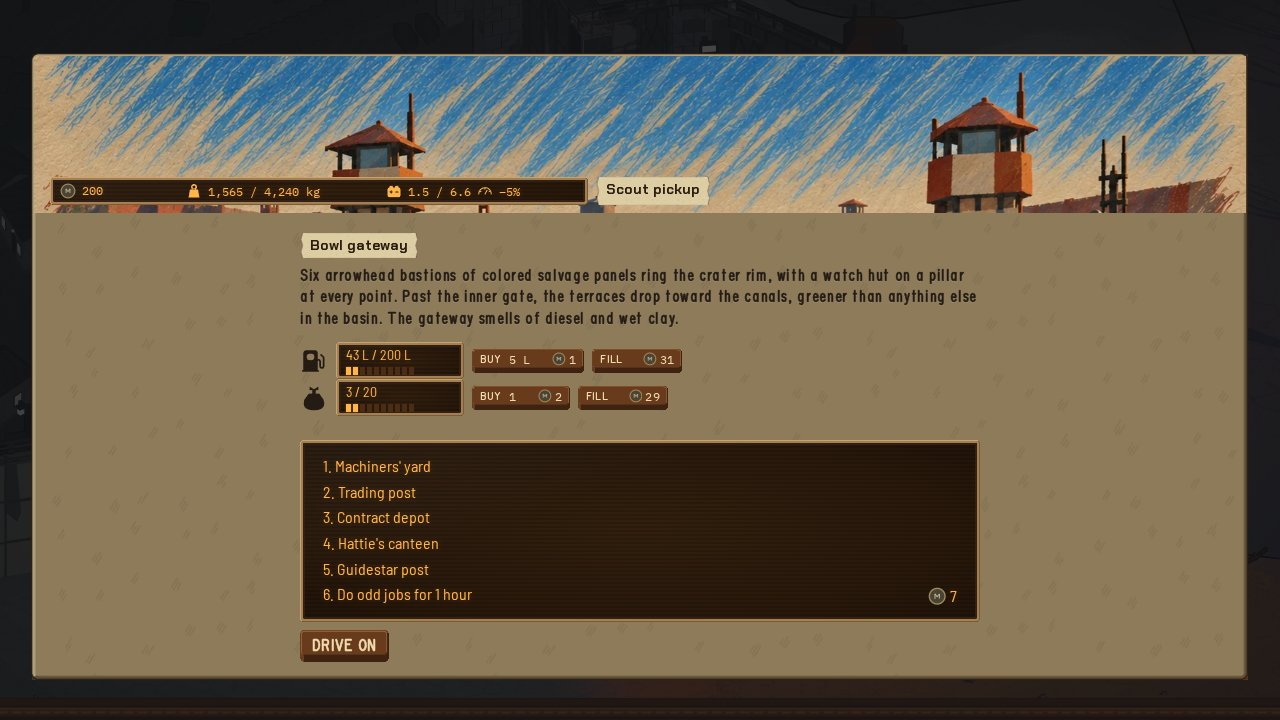 M 200 1,565 / 4,240 kg 1.5 / 6.6 −5% Scout pickup
Bowl gateway
Six arrowhead bastions of colored salvage panels ring the crater rim, with a watch hut on a pillar
at every point. Past the inner gate, the terraces drop toward the canals, greener than anything else
in the basin. The gateway smells of diesel and wet clay.
43 L / 200 L BUY 5 L M 1 FILL M 31
3 / 20 BUY 1 M 2 FILL M 29
1. Machiners' yard
2. Trading post
3. Contract depot
4. Hattie's canteen
5. Guidestar post
6. Do odd jobs for 1 hour M 7
DRIVE ON